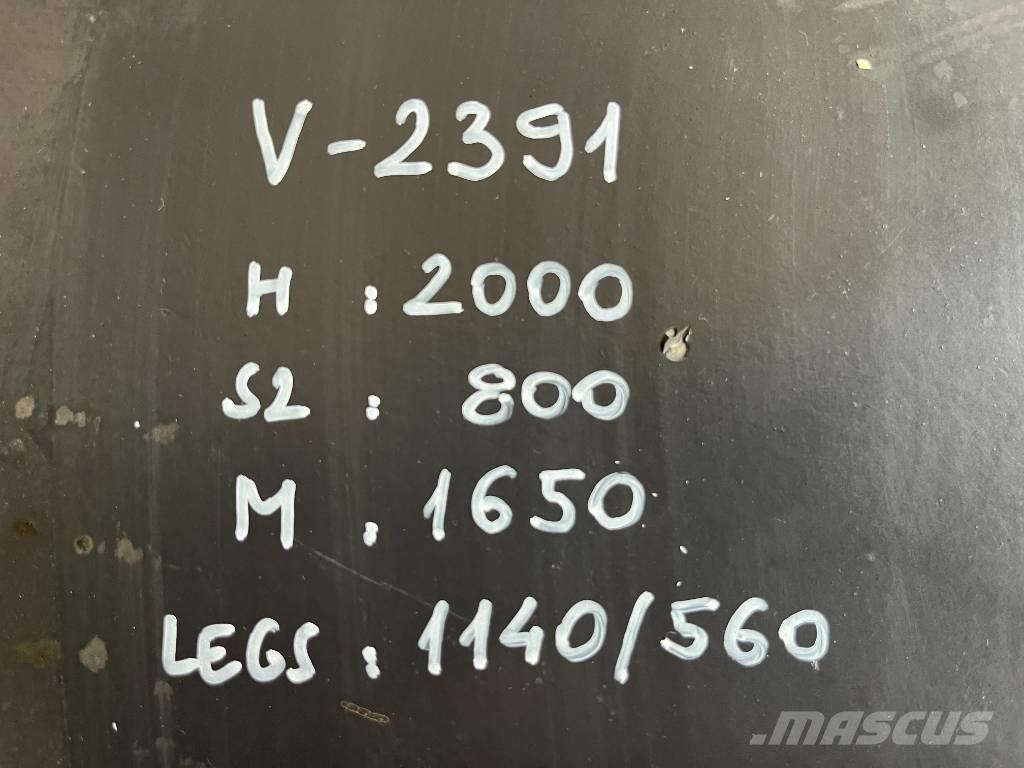 V-2391
H : 2000
S2 : 800
M : 1650
LEGS : 1140/560
.MASCUS